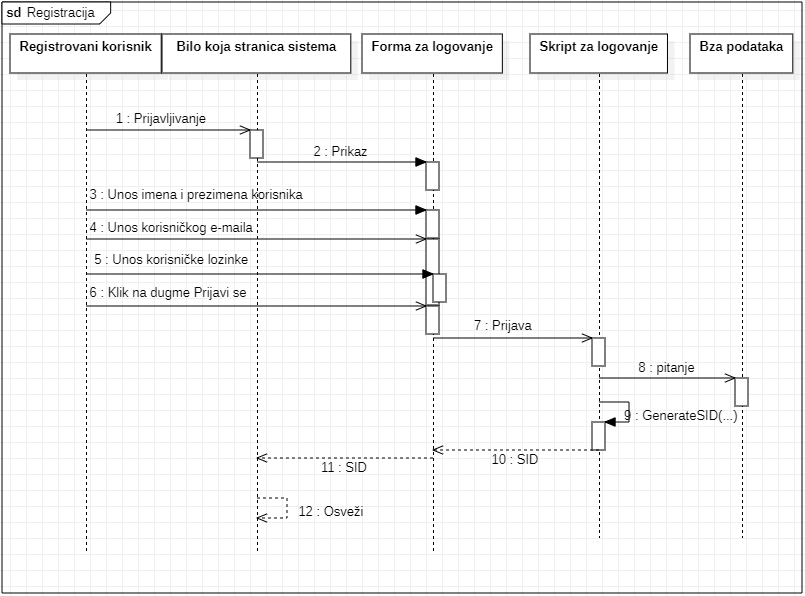 sd Registracija
Registrovani korisnik
Bilo koja stranica sistema
Forma za logovanje
Skript za logovanje
Bza podataka
1 : Prijavljivanje
2 : Prikaz
3 : Unos imena i prezimena korisnika
4 : Unos korisničkog e-maila
5 : Unos korisničke lozinke
6 : Klik na dugme Prijavi se
7 : Prijava
8 : pitanje
9 : GenerateSID(...)
10 : SID
11 : SID
12 : Osveži